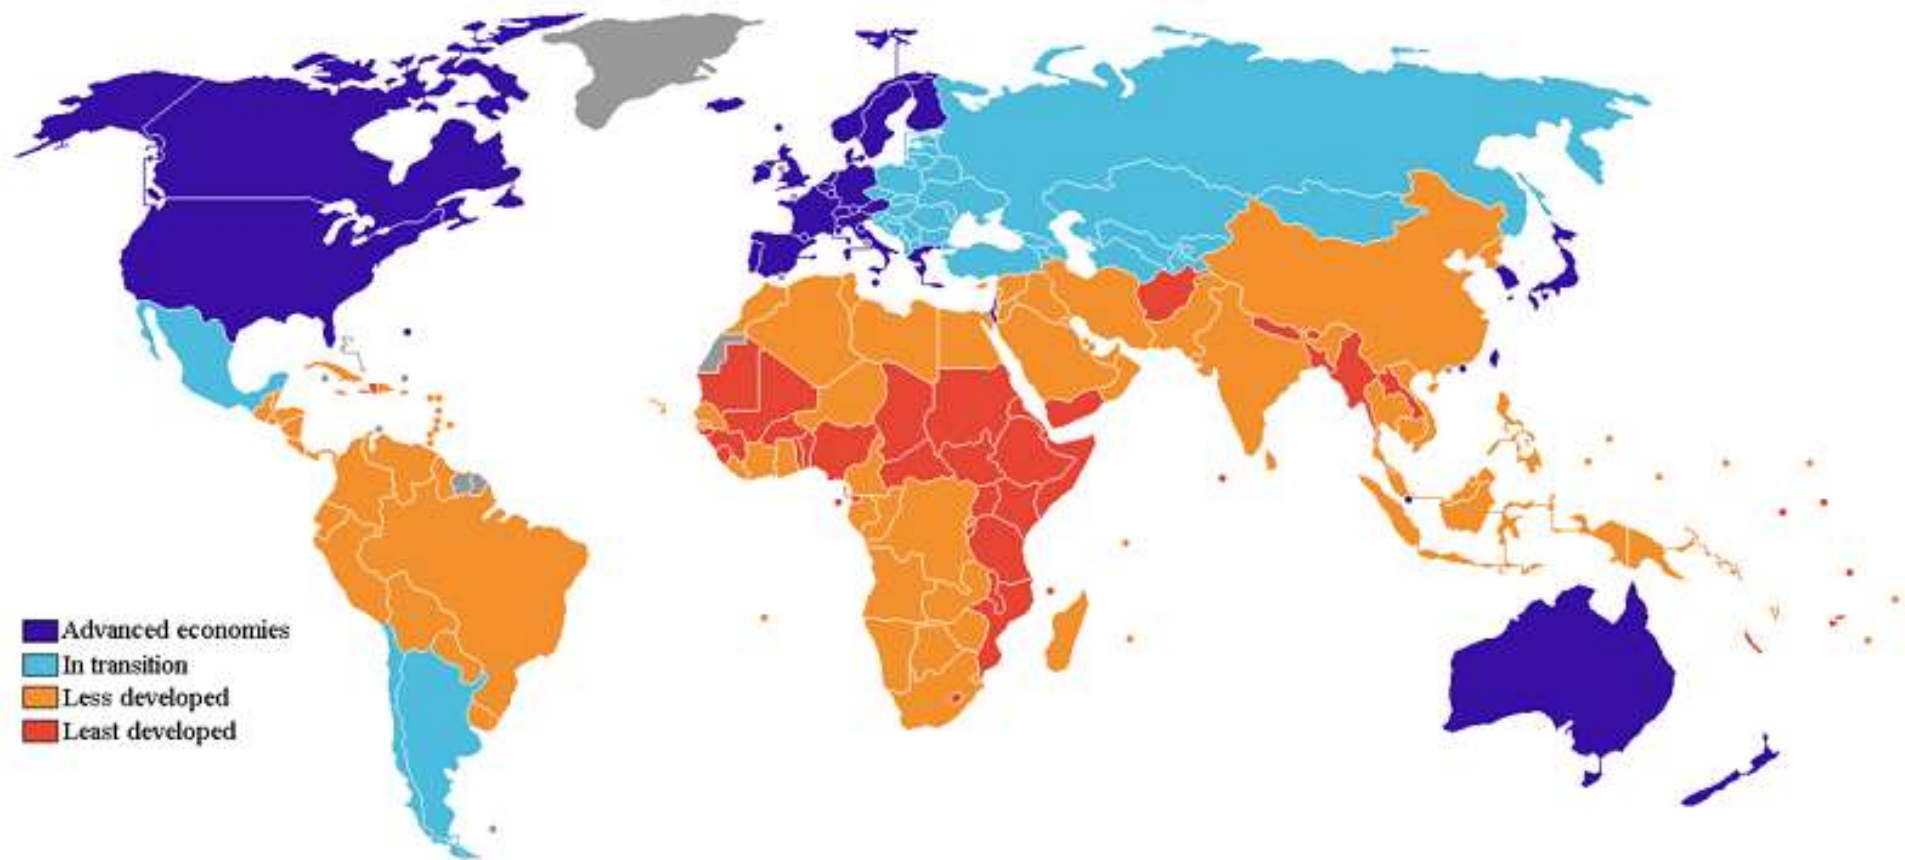 Advanced economies
In transition
Less developed
Least developed